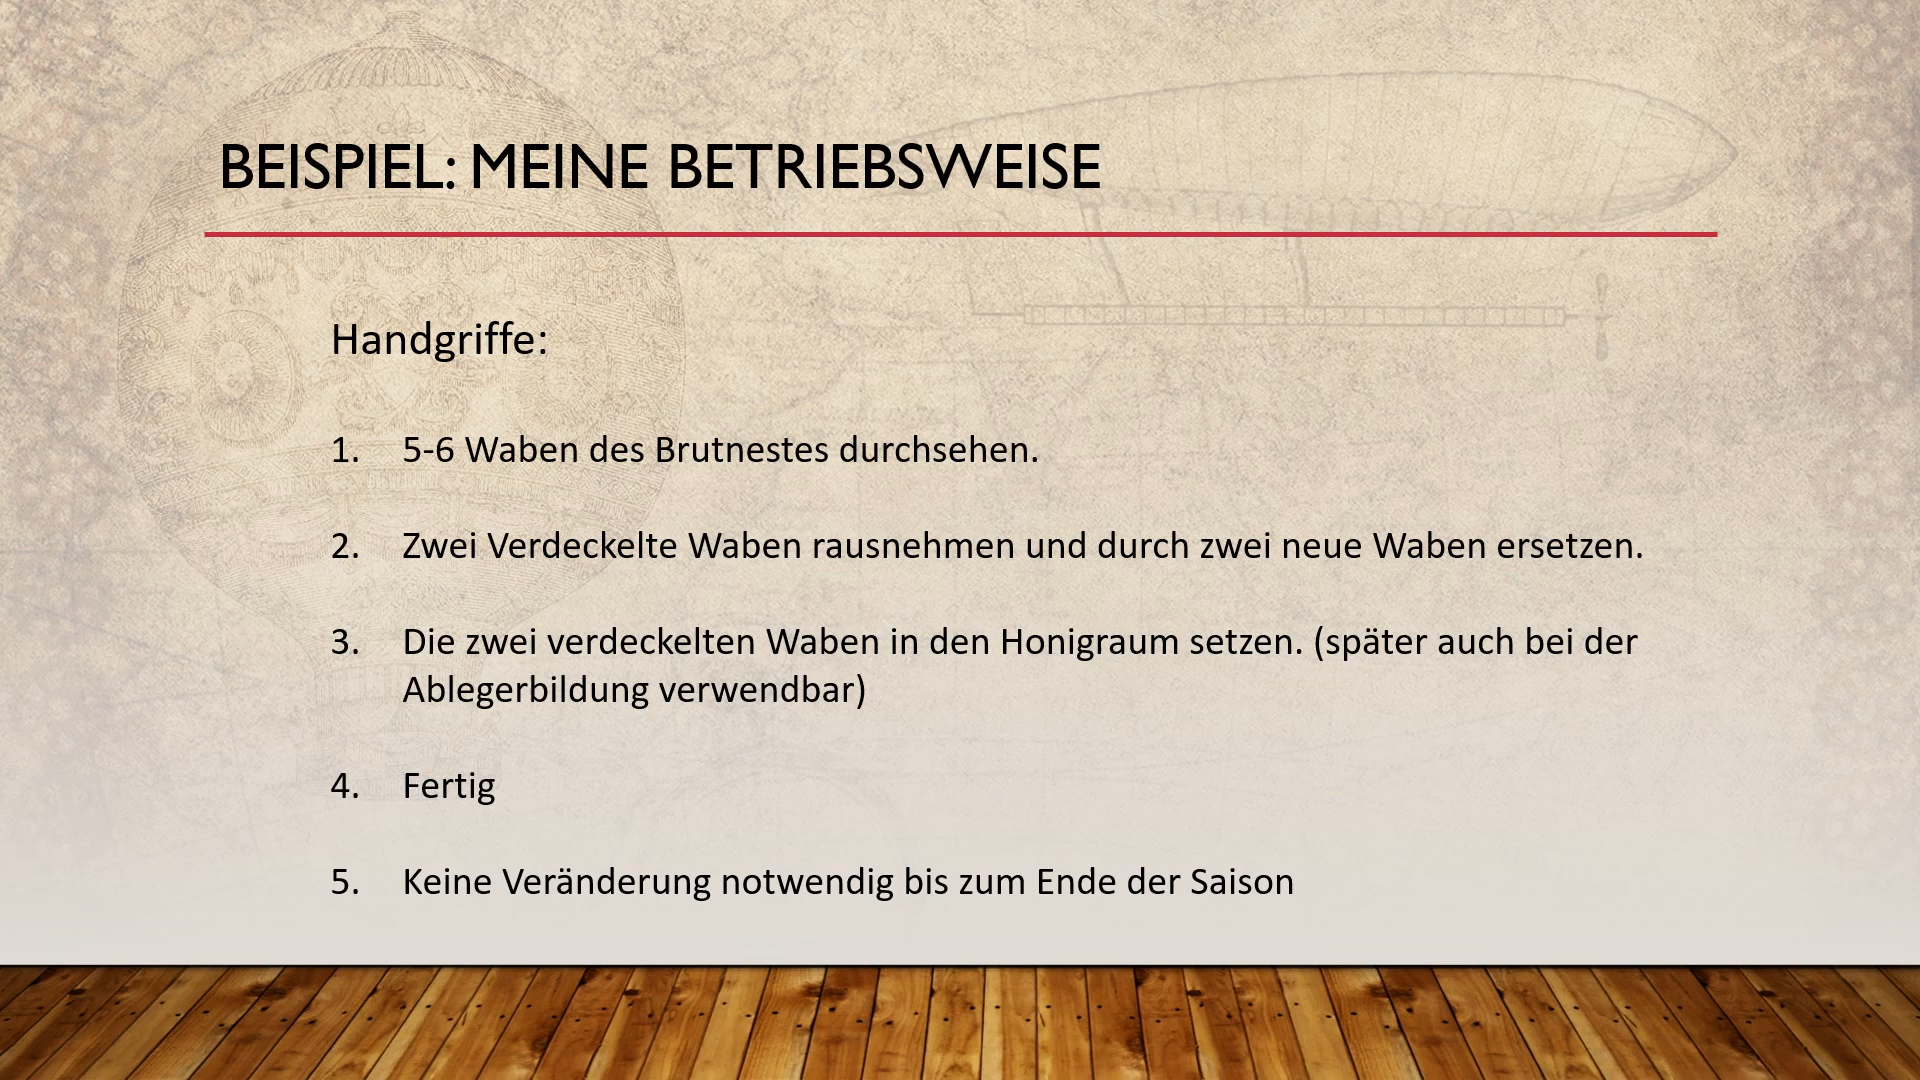 BEISPIEL: MEINE BETRIEBSWEISE
Handgriffe:
1. 5-6 Waben des Brutnestes durchsehen.
2. Zwei Verdeckelte Waben rausnehmen und durch zwei neue Waben ersetzen.
3. Die zwei verdeckelten Waben in den Honigraum setzen. (später auch bei der
Ablegerbildung verwendbar)
4. Fertig
5. Keine Veränderung notwendig bis zum Ende der Saison